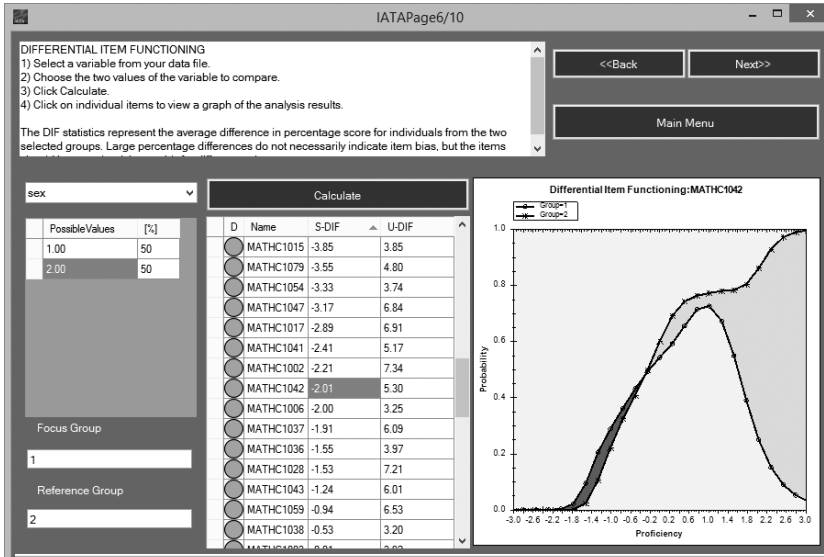 IATAPage6/10
DIFFERENTIAL ITEM FUNCTIONING
1) Select a variable from your data file.
2) Choose the two values of the variable to compare.
3) Click Calculate.
4) Click on individual items to view a graph of the analysis results.
The DIF statistics represent the average difference in percentage score for individuals from the two
selected groups. Large percentage differences do not necessarily indicate item bias, but the items
<<Back
Next>>
Main Menu
sex
PossibleValues [%]
1.00 50
2.00 50
Focus Group
1
Reference Group
2
Calculate
D Name S-DIF U-DIF
MATHC1015 -3.85 3.85
MATHC1079 -3.55 4.80
MATHC1054 -3.33 3.74
MATHC1047 -3.17 6.84
MATHC1017 -2.89 6.91
MATHC1041 -2.41 5.17
MATHC1002 -2.21 7.34
MATHC1042 -2.01 5.30
MATHC1006 -2.00 3.25
MATHC1037 -1.91 6.09
MATHC1036 -1.55 3.97
MATHC1028 -1.53 7.21
MATHC1043 -1.24 6.01
MATHC1059 -0.94 6.53
MATHC1038 -0.53 3.20
Differential Item Functioning:MATHC1042
Group=1
Group=2
1.0
0.8
0.6
0.4
0.2
0.0
Probability
-3.0 -2.6 -2.2 -1.8 -1.4 -1.0 -0.6 -0.2 0.2 0.6 1.0 1.4 1.8 2.2 2.6 3.0
Proficiency